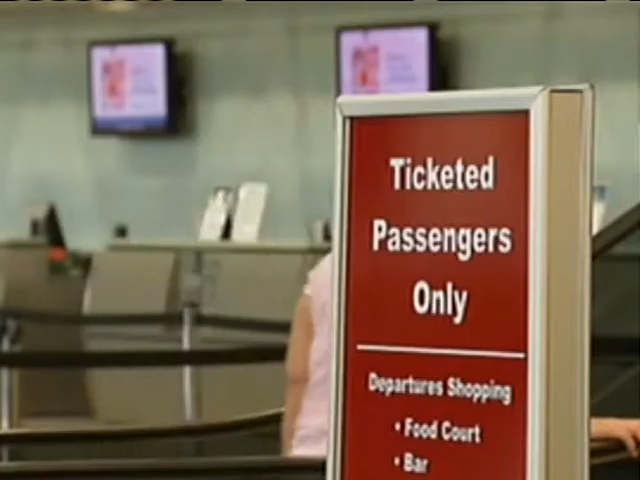 Ticketed
Passengers
Only
Departures Shopping
• Food Court
• Bar